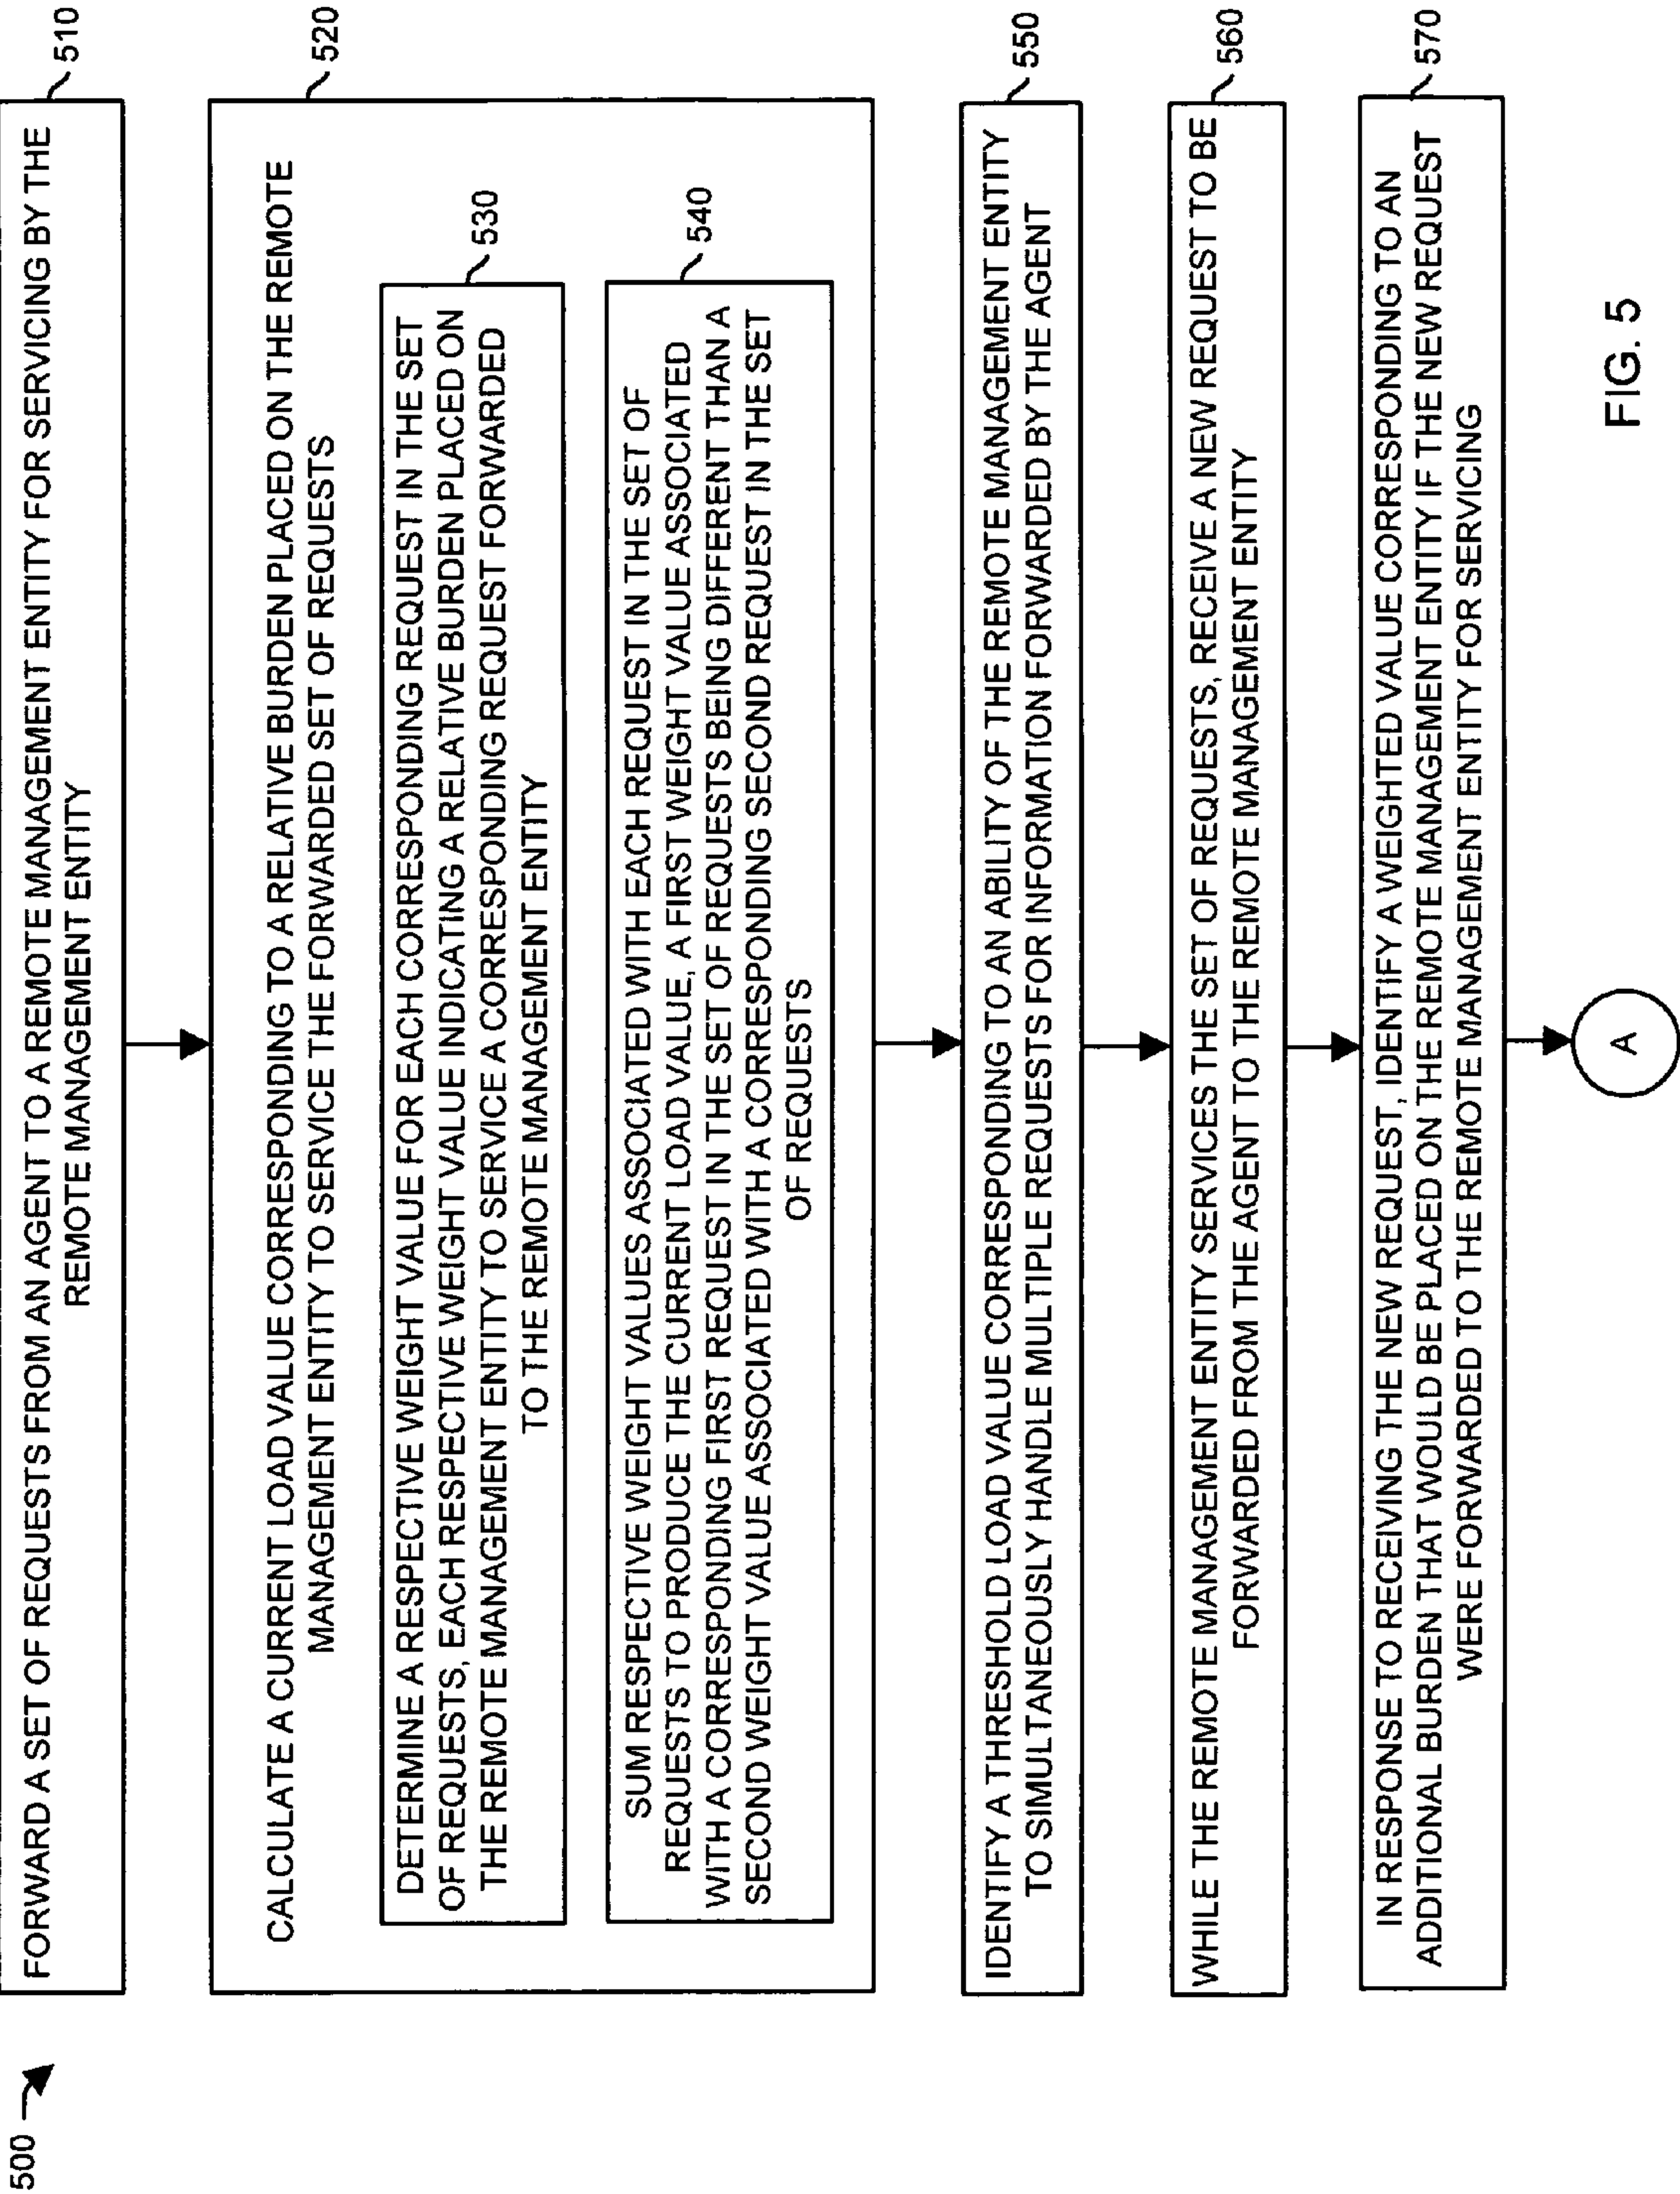 500
510
FORWARD A SET OF REQUESTS FROM AN AGENT TO A REMOTE MANAGEMENT ENTITY FOR SERVICING BY THE
REMOTE MANAGEMENT ENTITY
520
CALCULATE A CURRENT LOAD VALUE CORRESPONDING TO A RELATIVE BURDEN PLACED ON THE REMOTE
MANAGEMENT ENTITY TO SERVICE THE FORWARDED SET OF REQUESTS
530
DETERMINE A RESPECTIVE WEIGHT VALUE FOR EACH CORRESPONDING REQUEST IN THE SET
OF REQUESTS, EACH RESPECTIVE WEIGHT VALUE INDICATING A RELATIVE BURDEN PLACED ON
THE REMOTE MANAGEMENT ENTITY TO SERVICE A CORRESPONDING REQUEST FORWARDED
TO THE REMOTE MANAGEMENT ENTITY
540
SUM RESPECTIVE WEIGHT VALUES ASSOCIATED WITH EACH REQUEST IN THE SET OF
REQUESTS TO PRODUCE THE CURRENT LOAD VALUE, A FIRST WEIGHT VALUE ASSOCIATED
WITH A CORRESPONDING FIRST REQUEST IN THE SET OF REQUESTS BEING DIFFERENT THAN A
SECOND WEIGHT VALUE ASSOCIATED WITH A CORRESPONDING SECOND REQUEST IN THE SET
OF REQUESTS
550
IDENTIFY A THRESHOLD LOAD VALUE CORRESPONDING TO AN ABILITY OF THE REMOTE MANAGEMENT ENTITY
TO SIMULTANEOUSLY HANDLE MULTIPLE REQUESTS FOR INFORMATION FORWARDED BY THE AGENT
560
WHILE THE REMOTE MANAGEMENT ENTITY SERVICES THE SET OF REQUESTS, RECEIVE A NEW REQUEST TO BE
FORWARDED FROM THE AGENT TO THE REMOTE MANAGEMENT ENTITY
570
IN RESPONSE TO RECEIVING THE NEW REQUEST, IDENTIFY A WEIGHTED VALUE CORRESPONDING TO AN
ADDITIONAL BURDEN THAT WOULD BE PLACED ON THE REMOTE MANAGEMENT ENTITY IF THE NEW REQUEST
WERE FORWARDED TO THE REMOTE MANAGEMENT ENTITY FOR SERVICING
A
FIG. 5